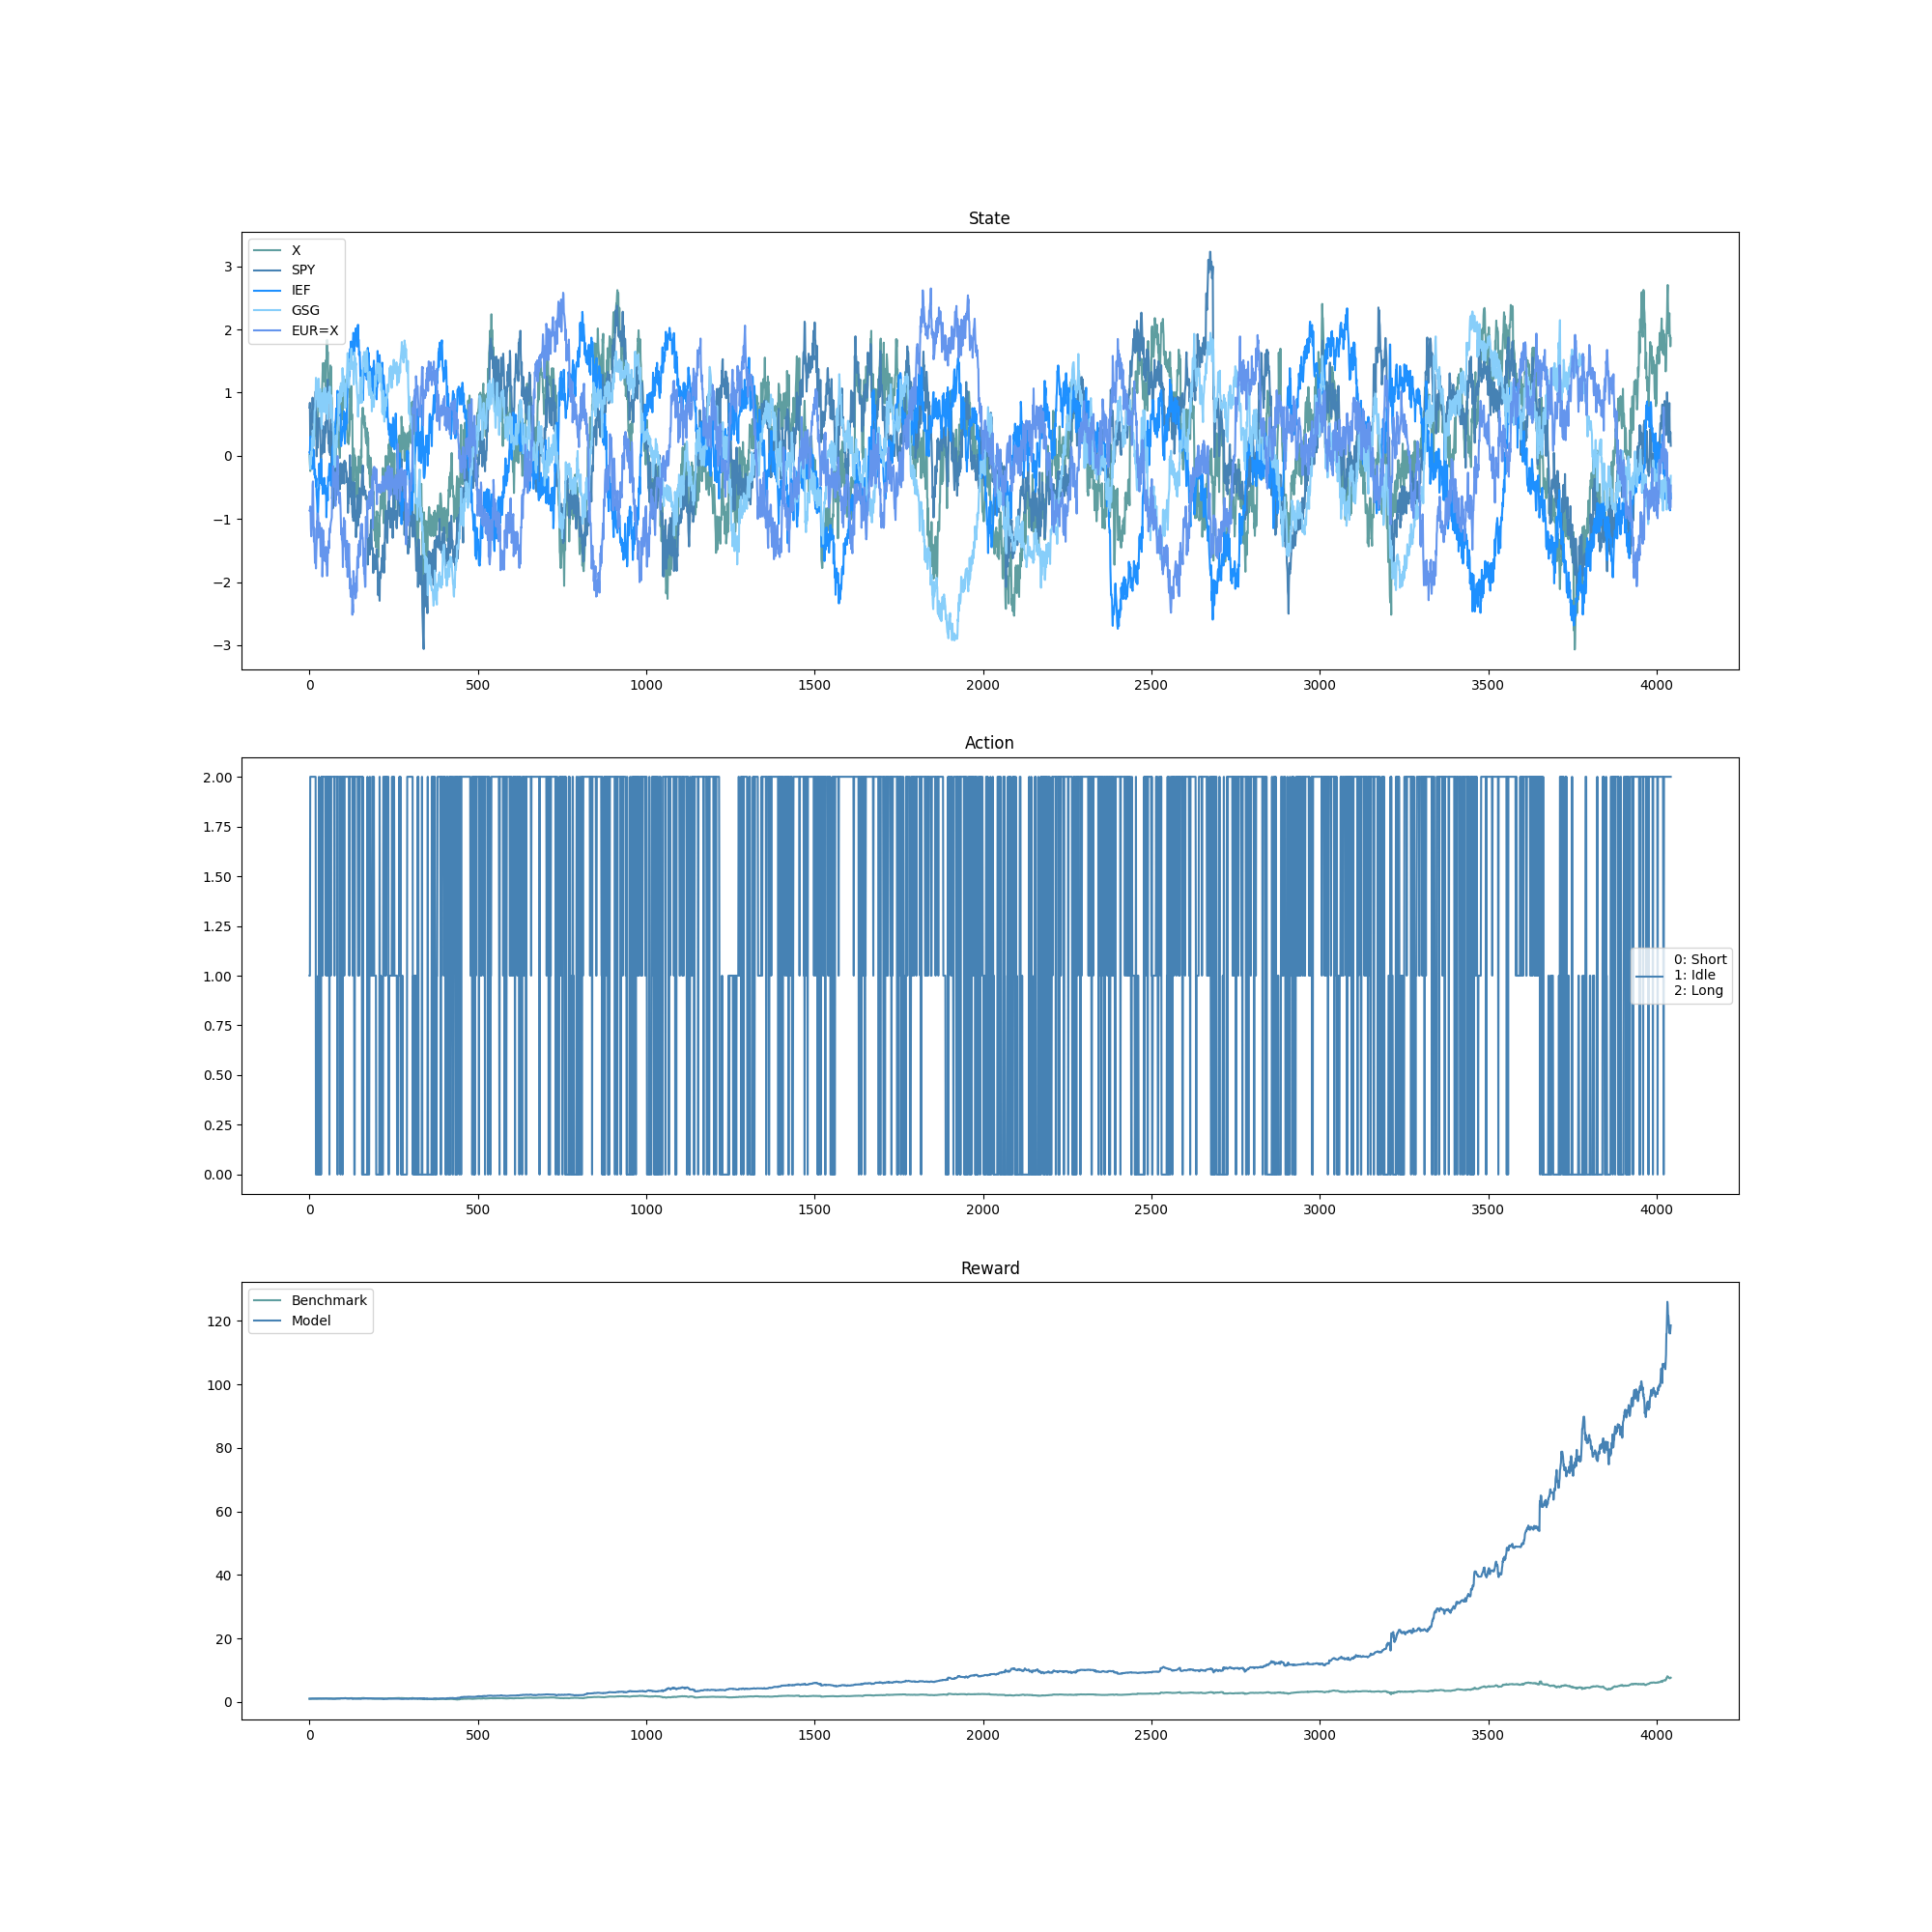 State
X
SPY
IEF
GSG
EUR=X
3
2
1
0
−1
−2
−3
0 500 1000 1500 2000 2500 3000 3500 4000
Action
2.00
1.75
1.50
1.25
1.00
0.75
0.50
0.25
0.00
0: Short
1: Idle
2: Long
0 500 1000 1500 2000 2500 3000 3500 4000
Reward
Benchmark
Model
120
100
80
60
40
20
0
0 500 1000 1500 2000 2500 3000 3500 4000